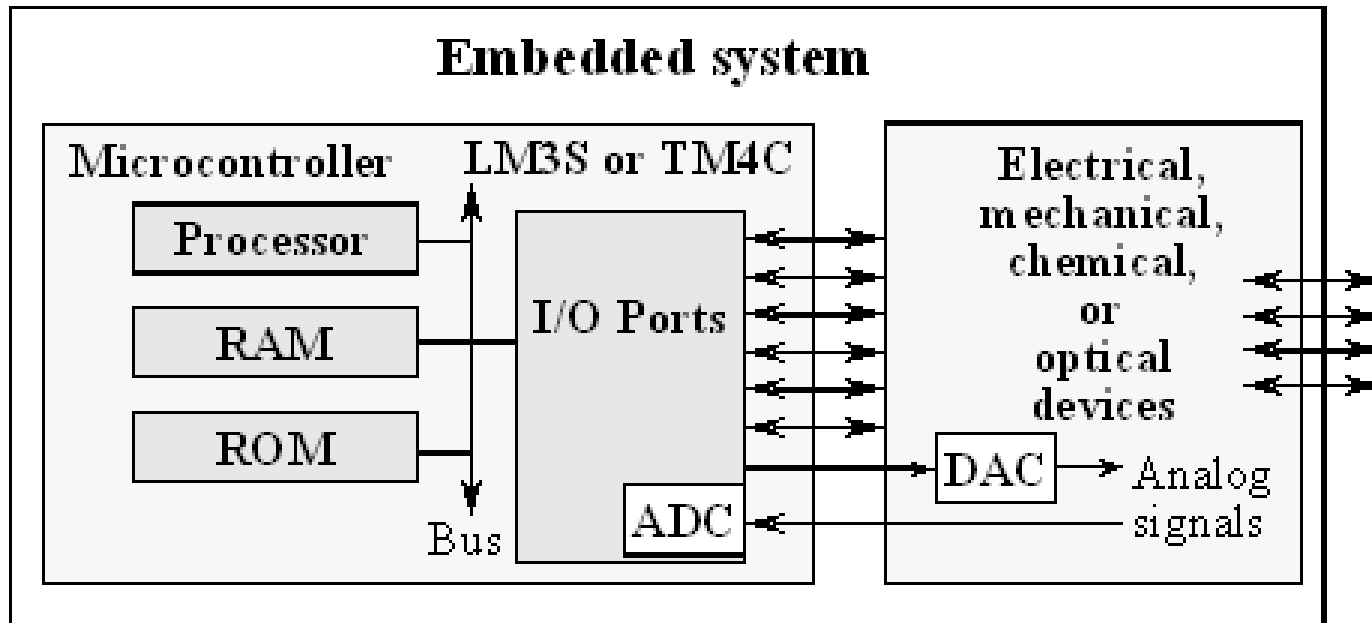 Embedded system
Microcontroller
LM3S or TM4C
Processor
RAM
ROM
Bus
I/O Ports
ADC
Electrical,
mechanical,
chemical,
or
optical
devices
DAC
Analog
signals